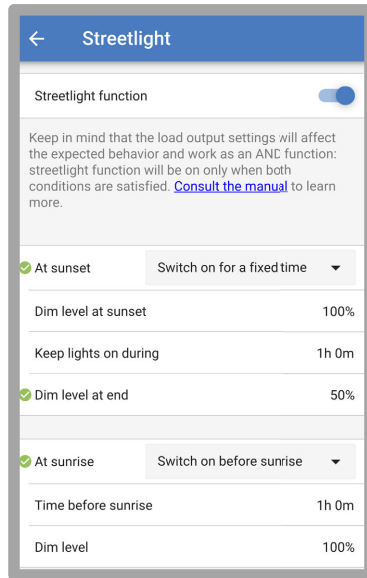 Streetlight
Streetlight function
Keep in mind that the load output settings will affect
the expected behavior and work as an AND function:
streetlight function will be on only when both
conditions are satisfied. Consult the manual to learn
more.
At sunset Switch on for a fixed time
Dim level at sunset 100%
Keep lights on during 1h 0m
Dim level at end 50%
At sunrise Switch on before sunrise
Time before sunrise 1h 0m
Dim level 100%